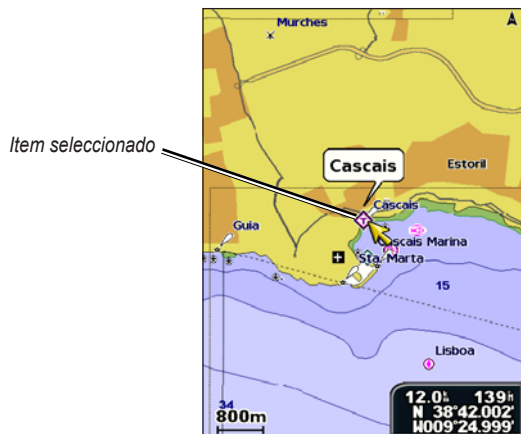 Murches
Item seleccionado
Cascais
Estoril
Cascais
Guia
Cascais Marina
Sta. Marta
15
Lisboa
34
800m
12.0 139
N 38°42.002'
W009°24.999'